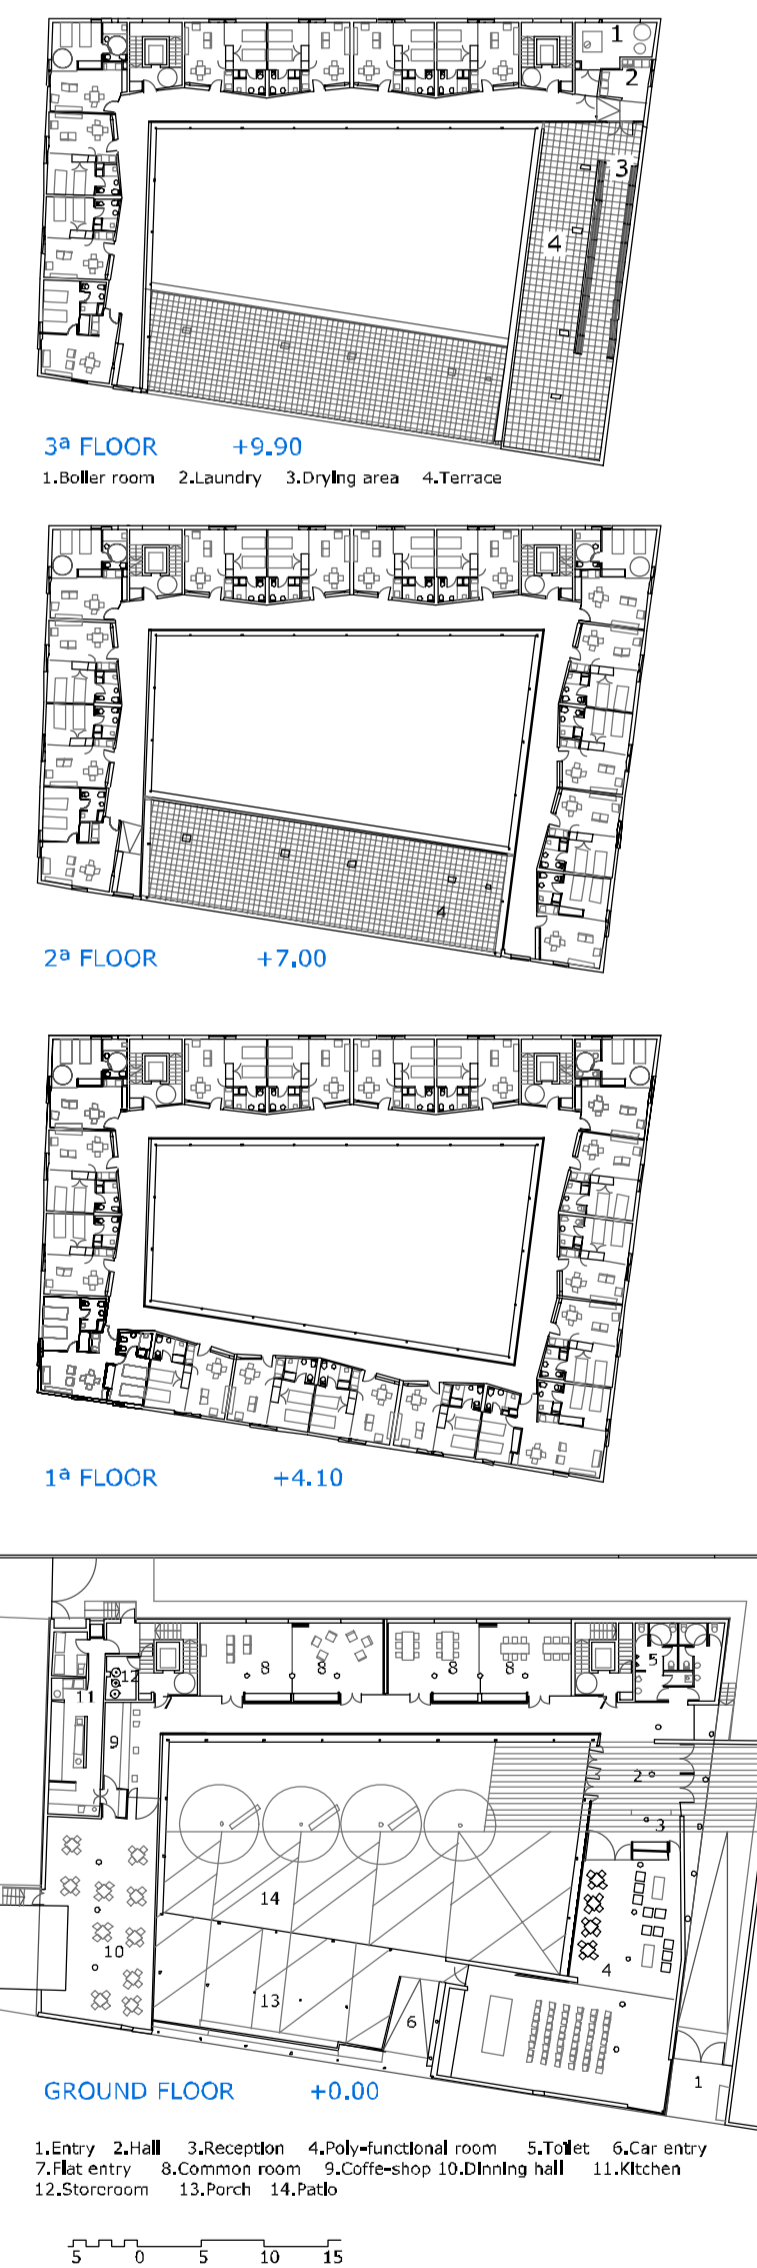 1
2
3
4
3ª FLOOR +9.90
1.Boiler room 2.Laundry 3.Drying area 4.Terrace
4
2ª FLOOR +7.00
1ª FLOOR +4.10
8 8 8 8 5
12
11
7 7
9
2
3
14
10
4
13
6
1
GROUND FLOOR +0.00
1.Entry 2.Hall 3.Reception 4.Poly-functional room 5.Toilet 6.Car entry
7.Flat entry 8.Common room 9.Coffe-shop 10.Dinning hall 11.Kitchen
12.Storeroom 13.Porch 14.Patio
5 0 5 10 15